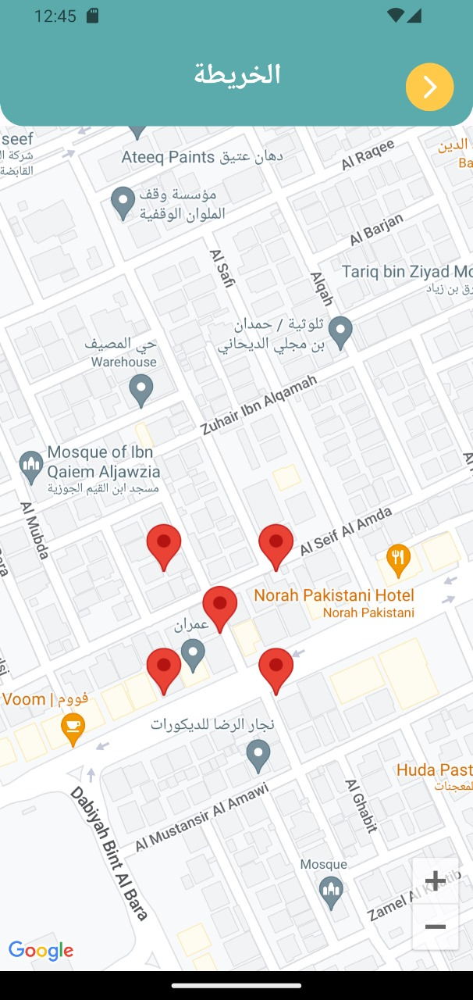 12:45
الخريطة
seef
شركة ال
القابضة
Ateeq Paints دهان عتيق
Al Raqee
الدين
Ba
مؤسسة وقف
الملوان الوقفية
Al Barjan
Al Safi
Alqah
Tariq bin Ziyad Mo
رق بن زياد
ثلوثية / حمدان
بن مجلي الديحاني
حي المصيف
Warehouse
Zuhair Ibn Alqamah
Mosque of Ibn
Qaiem Aljawzia
مسجد ابن القيم الجوزية
Al Mubda
Al Seif Al Amda
Norah Pakistani Hotel
Norah Pakistani
عمران
Voom | فووم
نجار الرضا للديكورات
Huda Past
لمعجنات
Dabiyah Bint Al Bara
Al Mustansir Al Amawi
Al Ghabit
Mosque
Zamel Al
Google